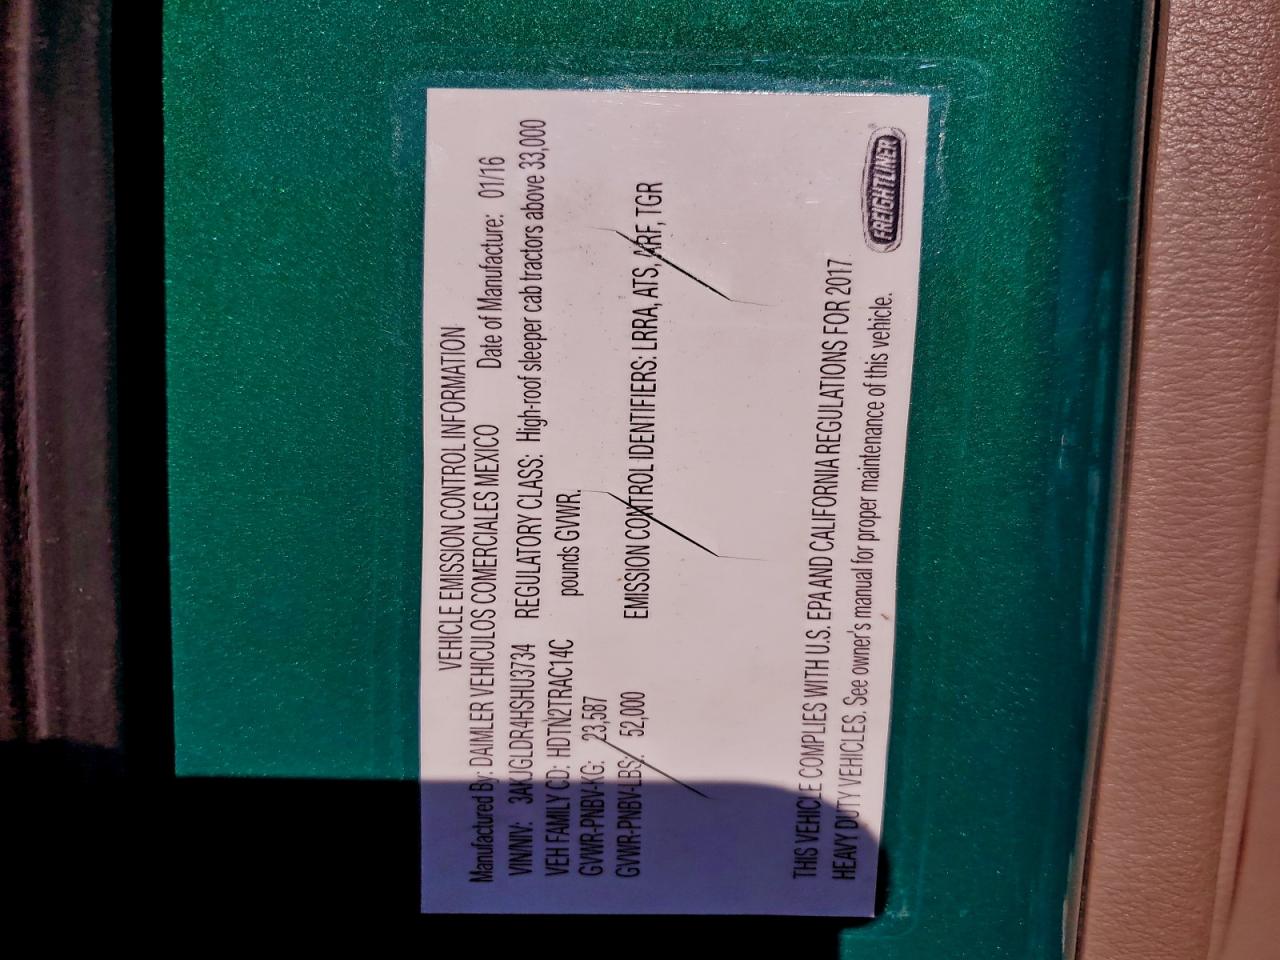 VEHICLE EMISSION CONTROL INFORMATION
Manufactured By: DAIMLER VEHICULOS COMERCIALES MEXICO Date of Manufacture: 01/16
VIN/NIV: 3AKJGLDR4HSHU3734 REGULATORY CLASS: High-roof sleeper cab tractors above 33,000
VEH FAMILY CD: HDTN2TRAC14C pounds GVWR.
GVWR-PNBV-KG: 23,587
GVWR-PNBV-LBS: 52,000 EMISSION CONTROL IDENTIFIERS: LRRA, ATS, ARF, TGR
THIS VEHICLE COMPLIES WITH U.S. EPA AND CALIFORNIA REGULATIONS FOR 2017
HEAVY DUTY VEHICLES. See owner's manual for proper maintenance of this vehicle.
FREIGHTLINER®